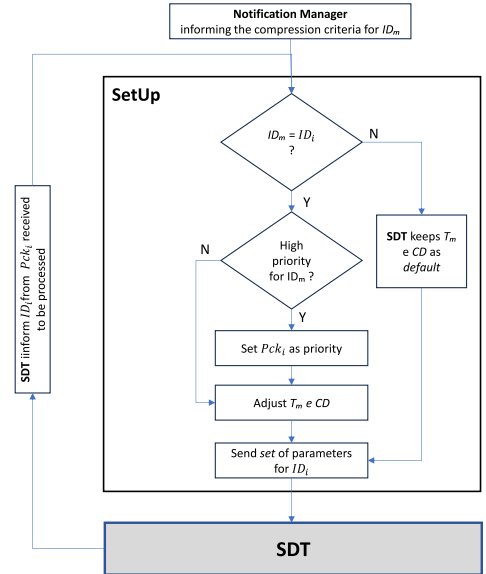 Notification Manager
informing the compression criteria for IDₘ
SetUp
IDₘ = IDᵢ
?
N
Y
High
priority
for IDₘ ?
N
Y
SDT keeps Tₘ
e CD as
default
Set Pckᵢ as priority
Adjust Tₘ e CD
Send set of parameters
for IDᵢ
SDT iinform IDᵢfrom Pckᵢ received
to be processed
SDT